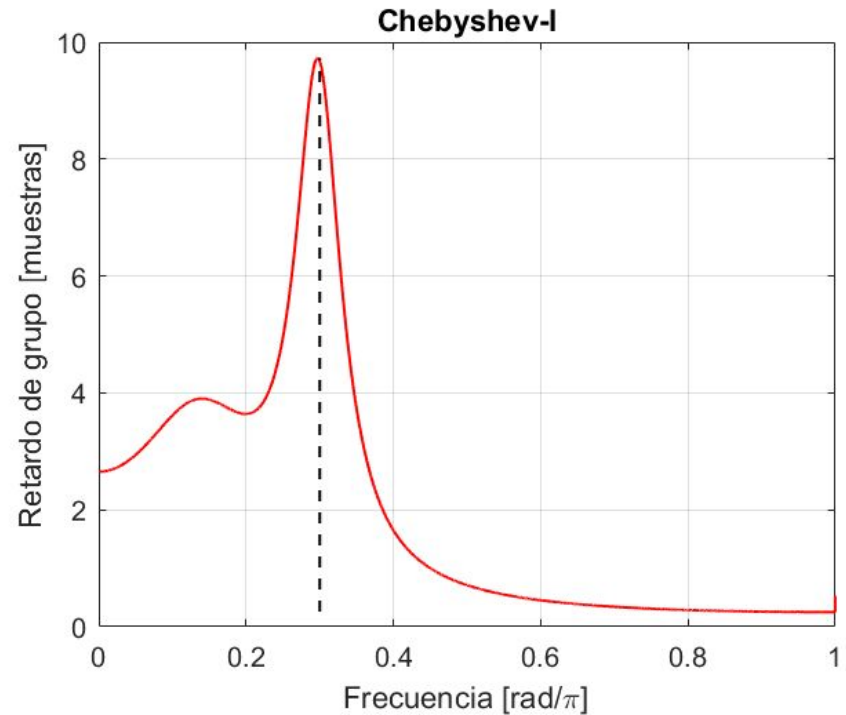 Chebyshev-I
Retardo de grupo [muestras]
10
8
6
4
2
0
0 0.2 0.4 0.6 0.8 1
Frecuencia [rad/π]